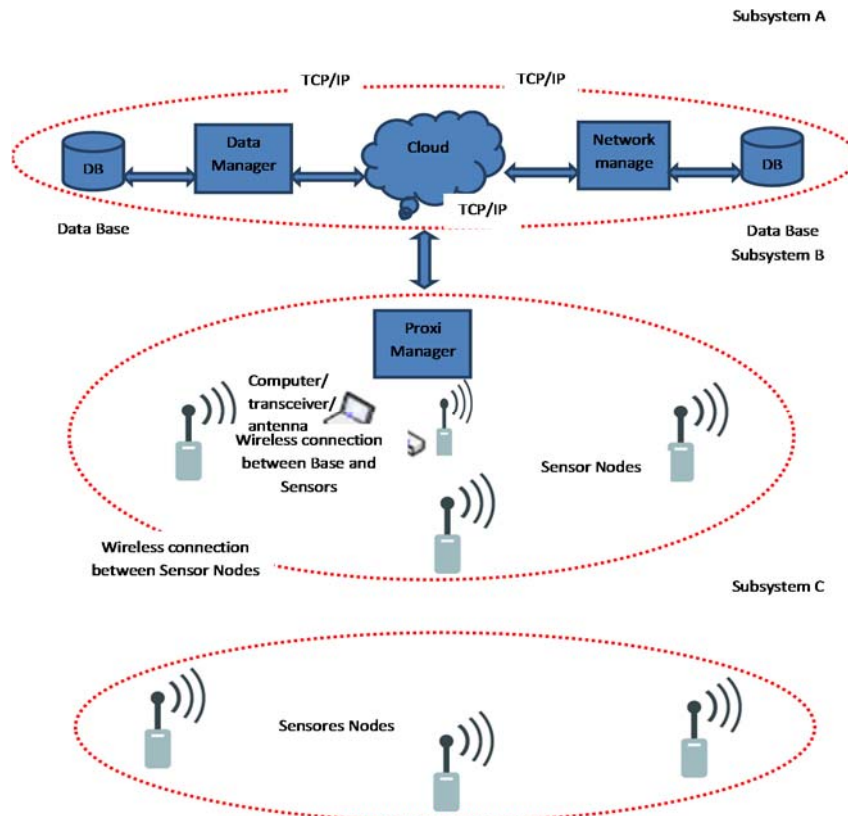 Subsystem A
TCP/IP
TCP/IP
DB
Data
Manager
Cloud
Network
manage
DB
TCP/IP
Data Base
Data Base
Subsystem B
Proxi
Manager
Computer/
transceiver/
antenna
Wireless connection
between Base and
Sensors
Sensor Nodes
Wireless connection
between Sensor Nodes
Subsystem C
Sensores Nodes